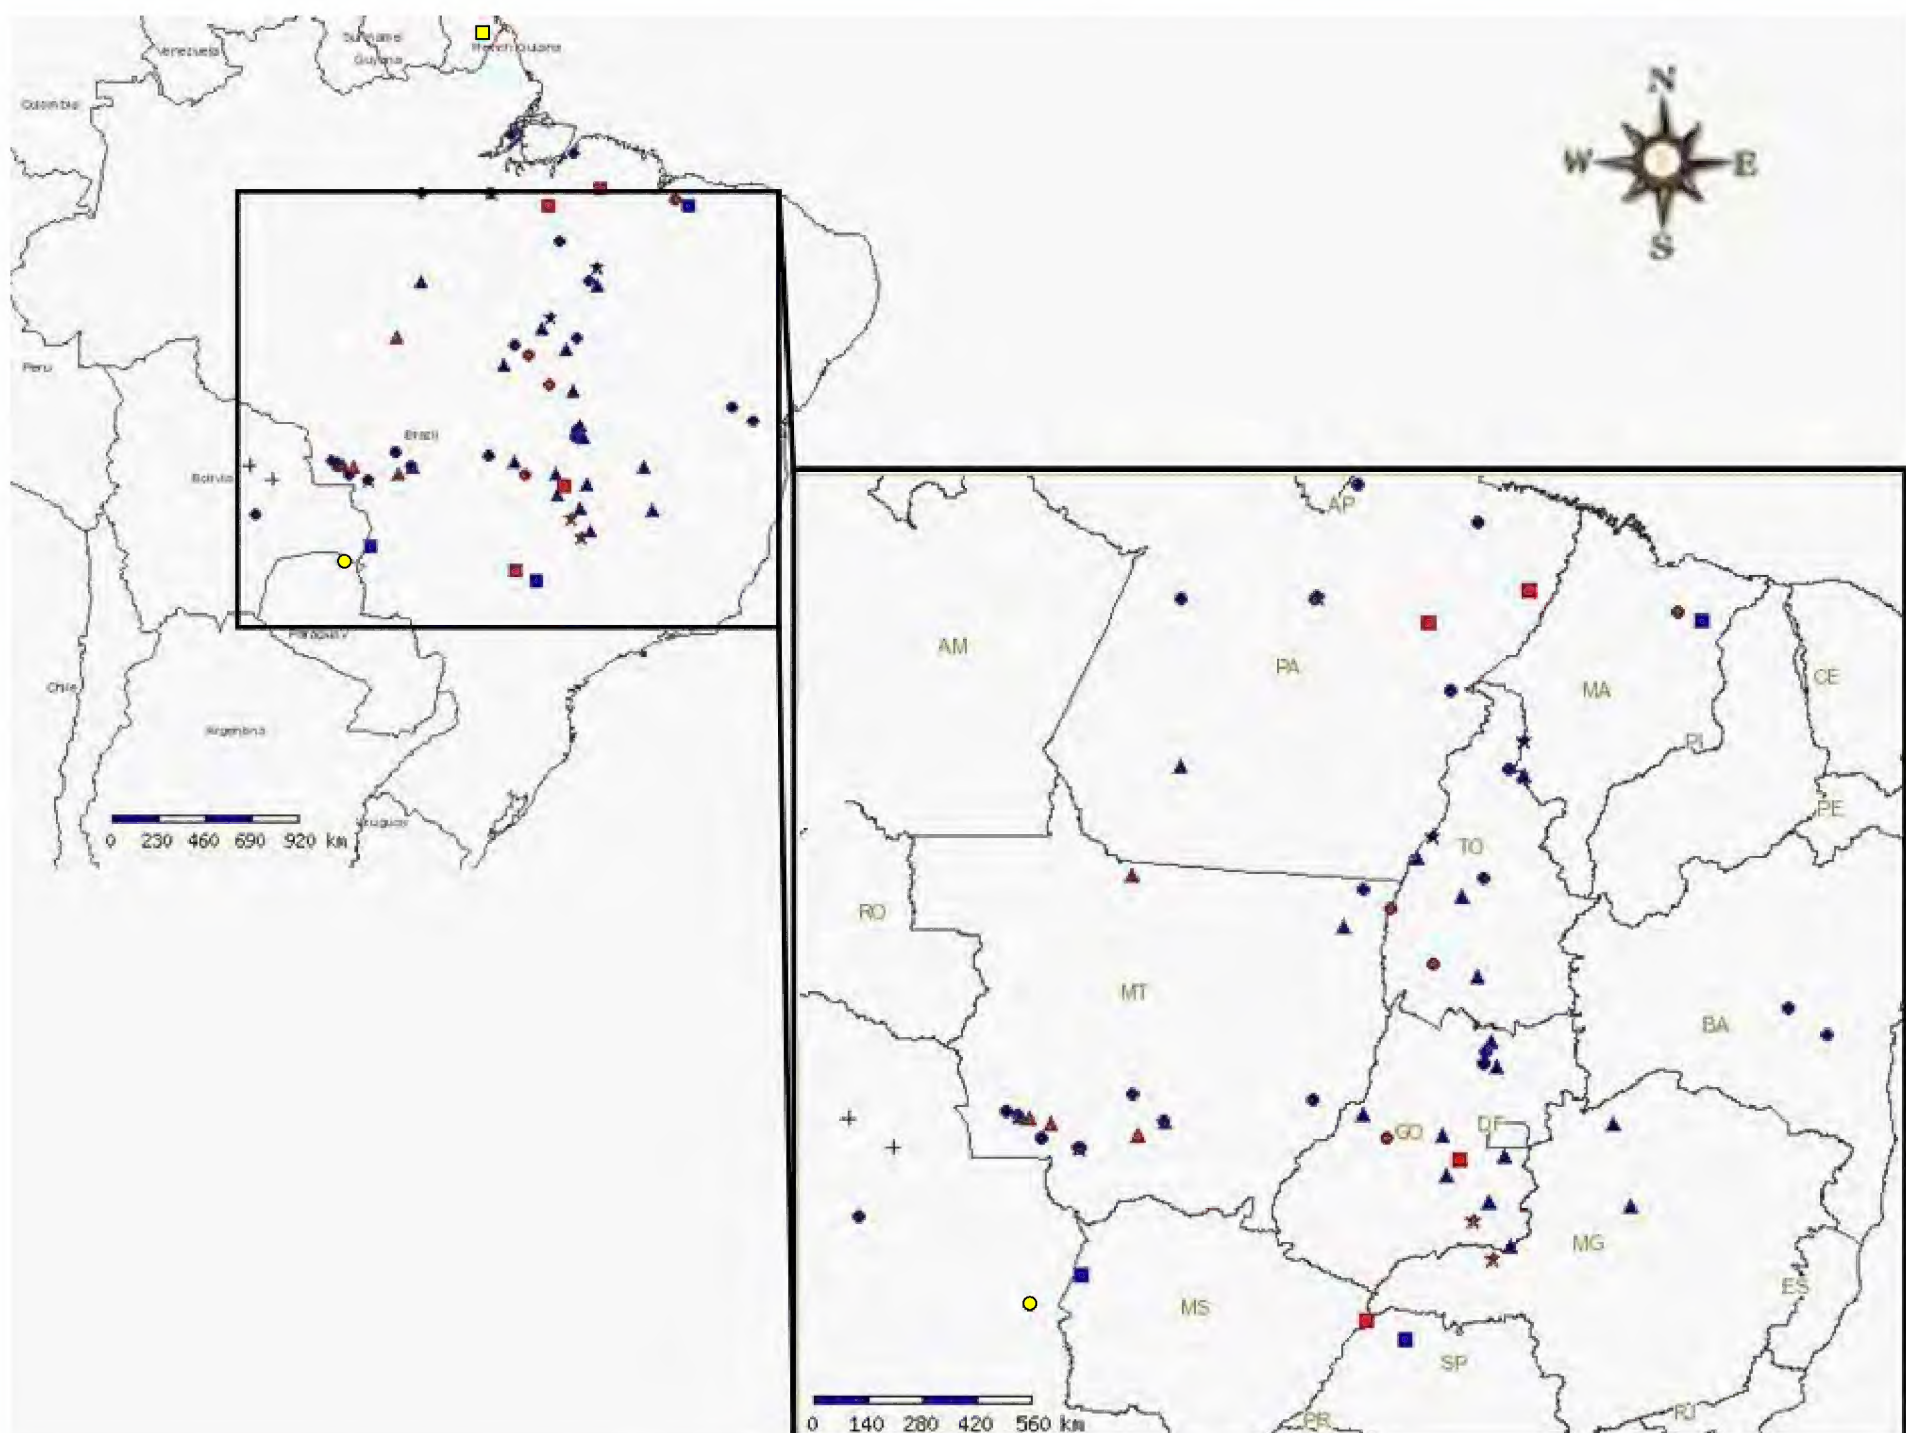 Suriname
Venezuela
French Guiana
Guyana
Colombia
N
W E
S
Peru
Brazil
Bolivia
Paraguay
Chile
Argentina
Uruguay
0 230 460 690 920 km
AP
AM
PA
MA
CE
PI
PE
TO
RO
MT
BA
GO
DF
MG
ES
MS
SP
RJ
PR
0 140 280 420 560 km